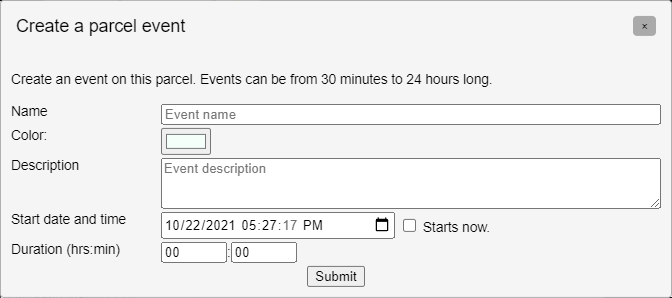 Create a parcel event
x
Create an event on this parcel. Events can be from 30 minutes to 24 hours long.
Name
Event name
Color:
Description
Event description
Start date and time
10/22/2021 05:27:17 PM
Starts now.
Duration (hrs:min)
00:00
Submit